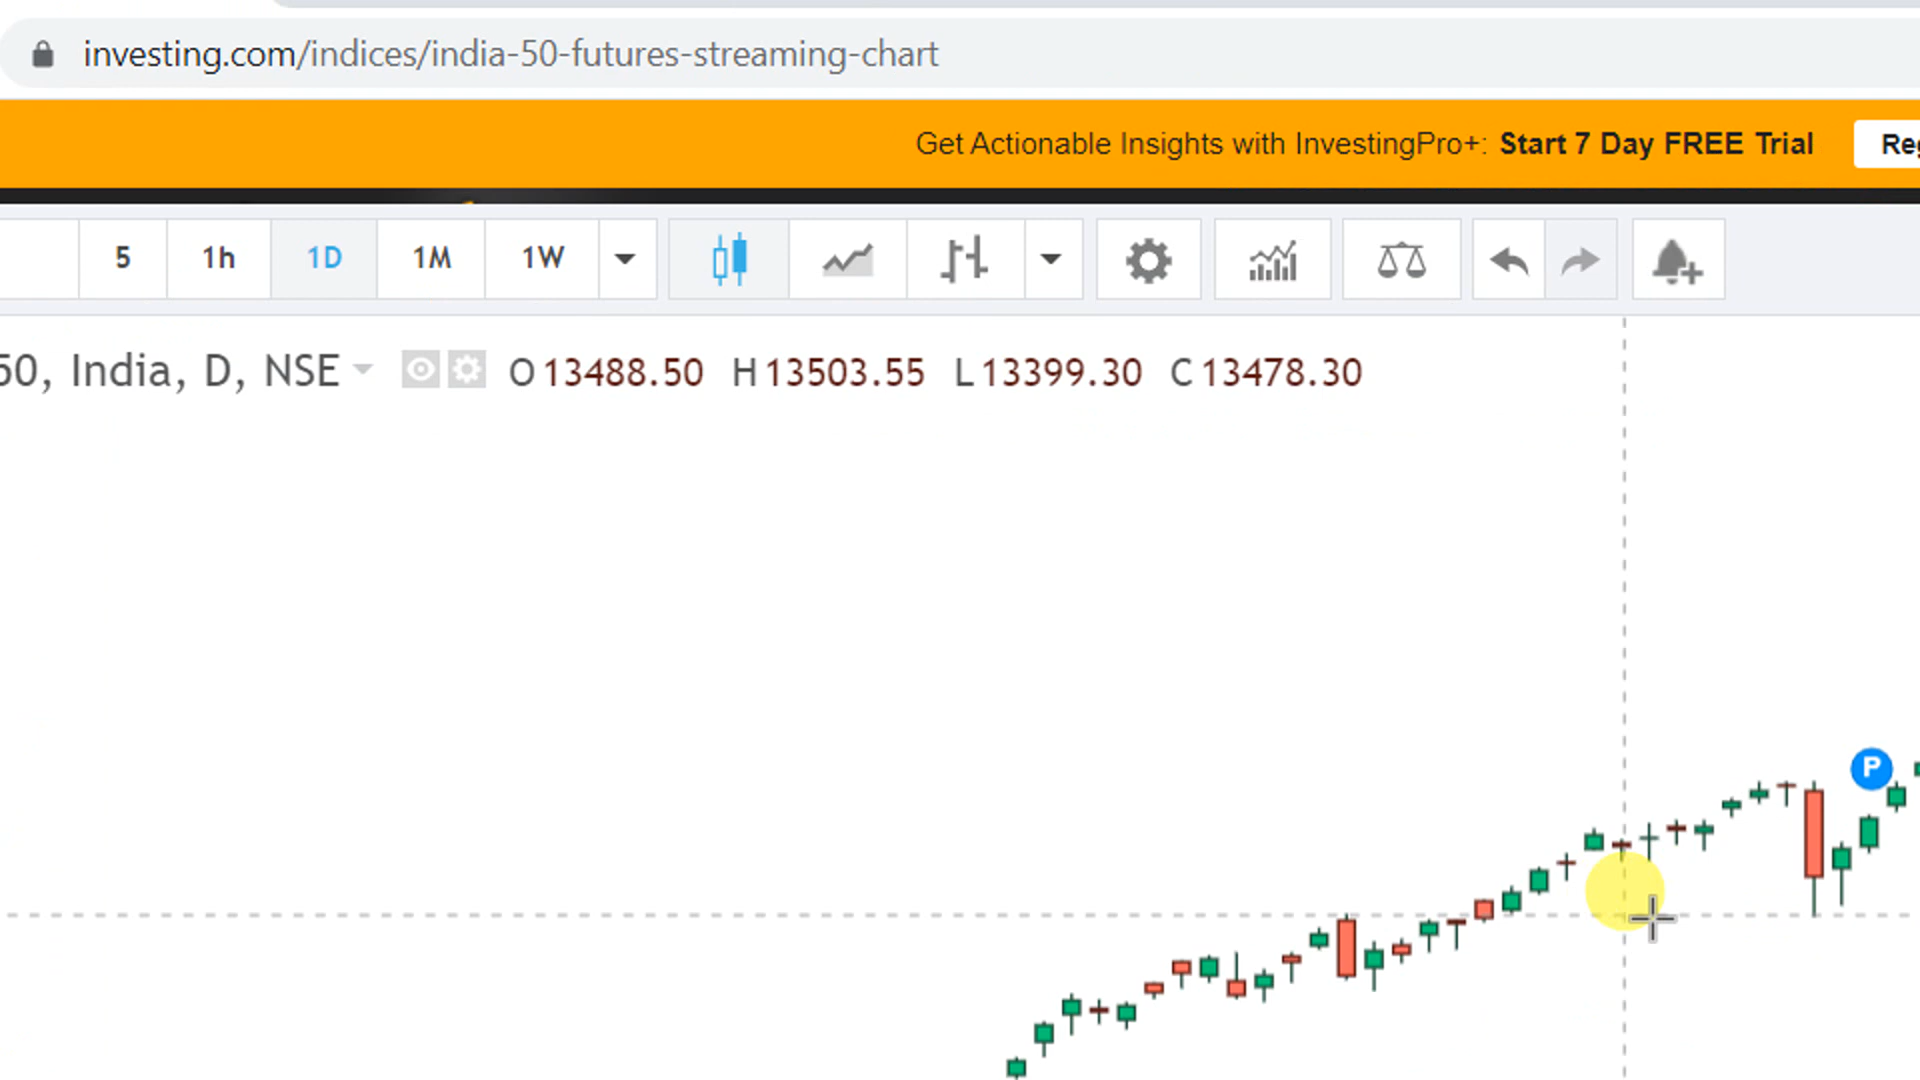 investing.com/indices/india-50-futures-streaming-chart
Get Actionable Insights with InvestingPro+: Start 7 Day FREE Trial
5 1h 1D 1M 1W
50, India, D, NSE O 13488.50 H 13503.55 L 13399.30 C 13478.30
P